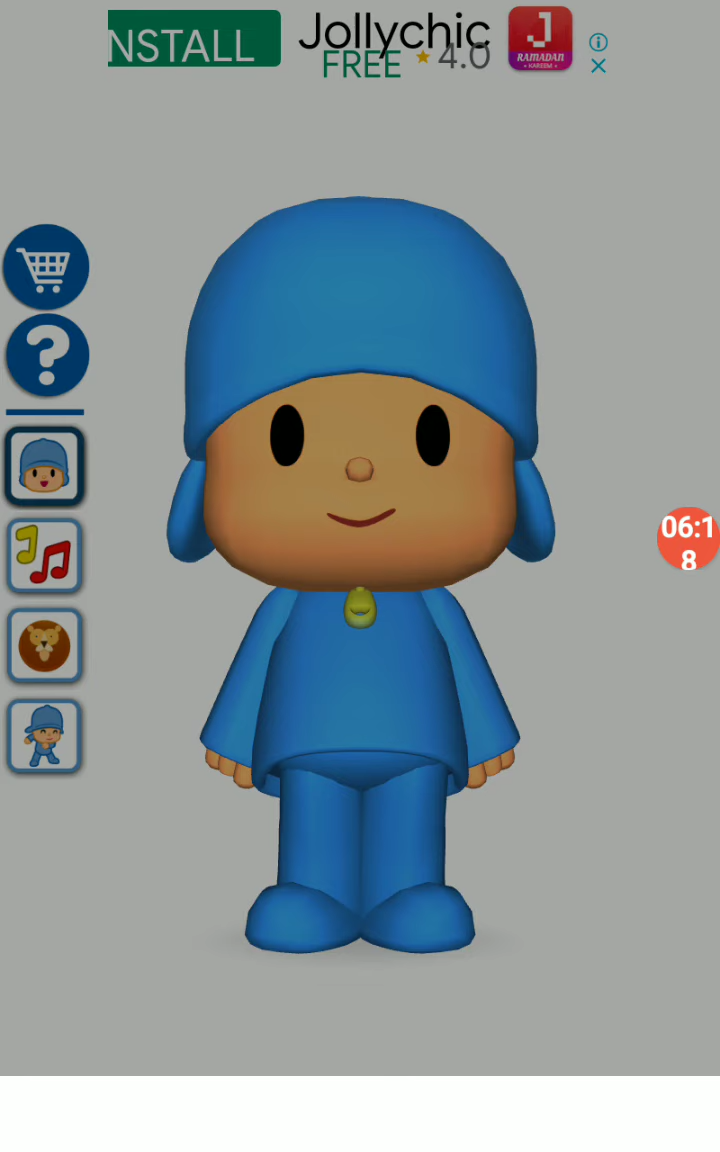 NSTALL
Jollychic
FREE ★ 4.0
J
RAMADAN
• KAREEM •
?
06:1
8